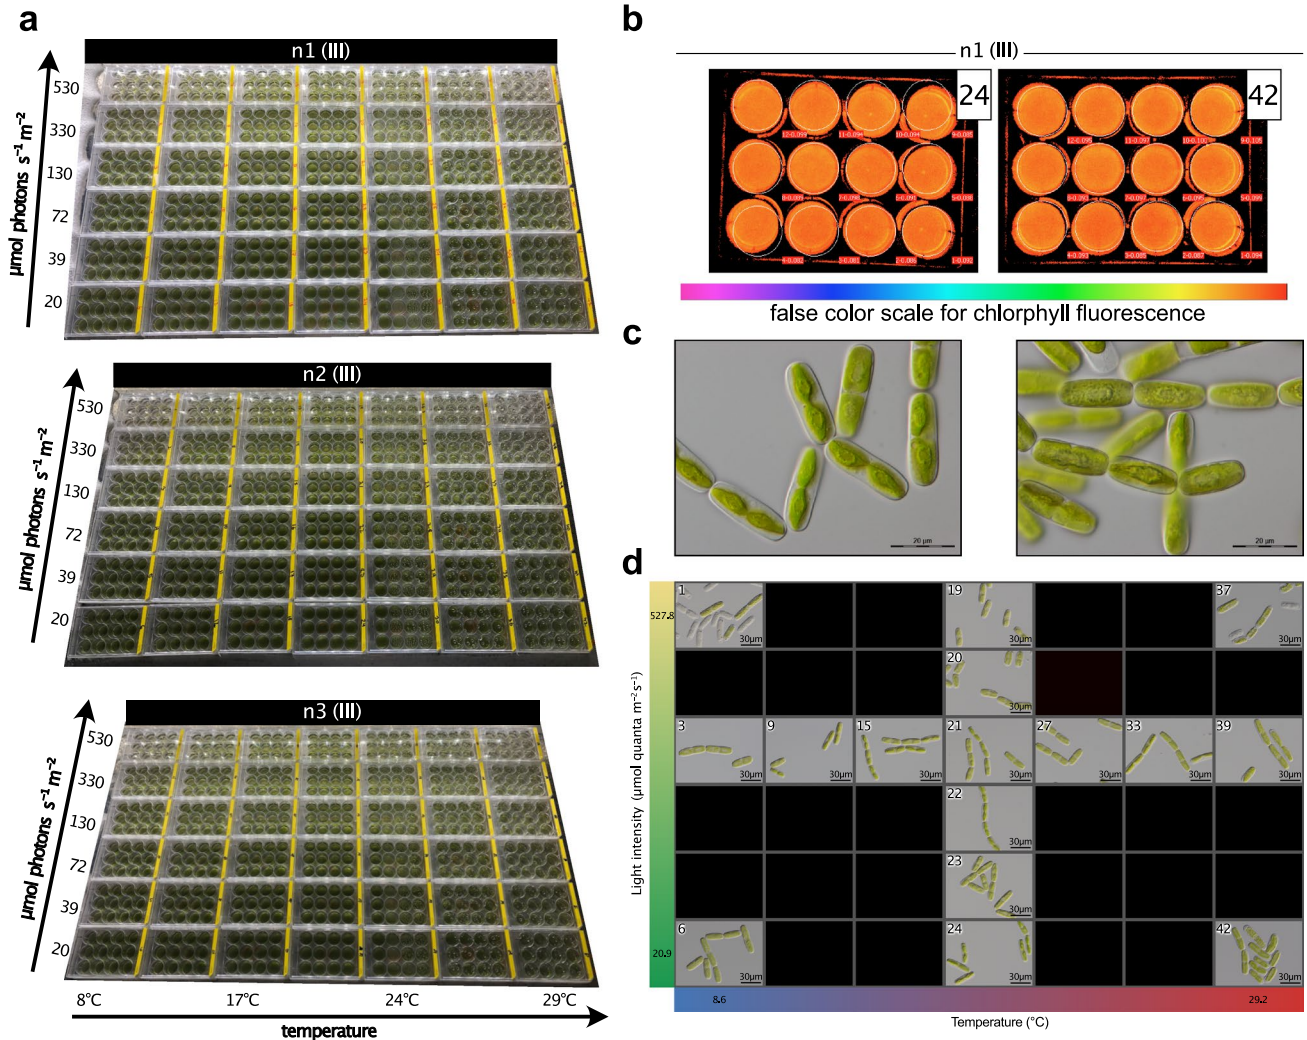 a
n1 (III)
530
330
130
72
39
20
µmol photons s⁻¹ m⁻²
n2 (III)
530
330
130
72
39
20
µmol photons s⁻¹ m⁻²
n3 (III)
530
330
130
72
39
20
µmol photons s⁻¹ m⁻²
8°C 17°C 24°C 29°C
temperature
b
n1 (III)
24
42
false color scale for chlorphyll fluorescence
c
20 µm
20 µm
d
527.8
20.9
Light intensity (µmol quanta m⁻² s⁻¹)
1 19 37
30µm 30µm 30µm
20
30µm
3 9 15 21 27 33 39
30µm 30µm 30µm 30µm 30µm 30µm 30µm
22
30µm
23
30µm
6 24 42
30µm 30µm 30µm
8.6 29.2
Temperature (°C)